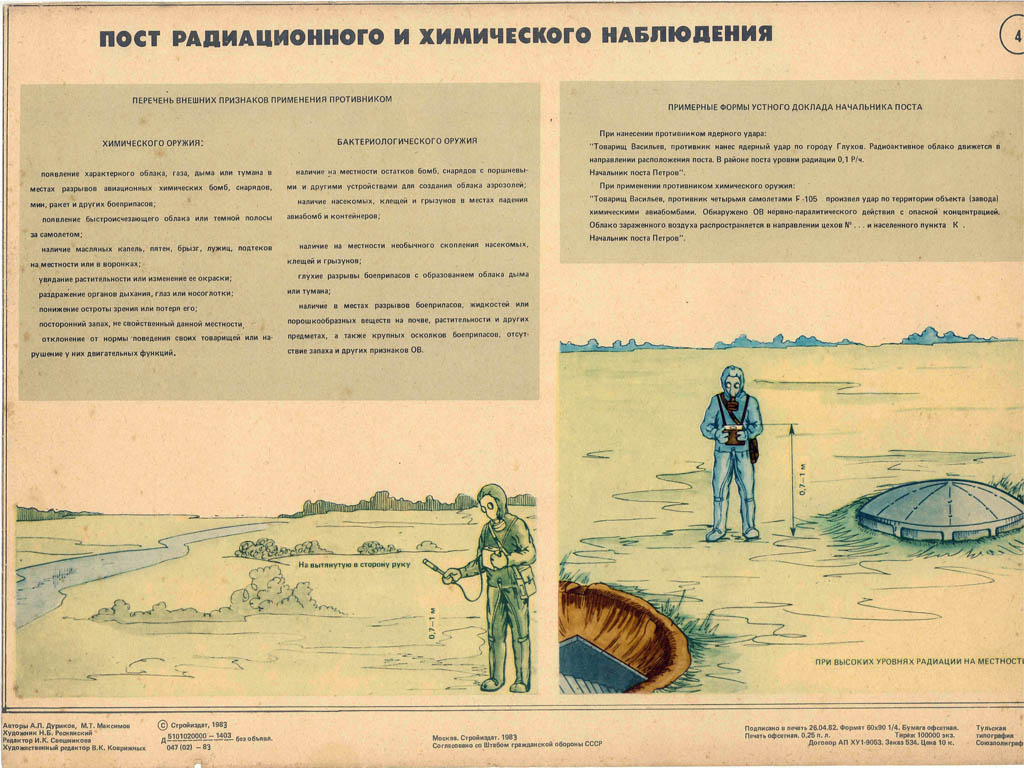 ПОСТ РАДИАЦИОННОГО И ХИМИЧЕСКОГО НАБЛЮДЕНИЯ
4
ПЕРЕЧЕНЬ ВНЕШНИХ ПРИЗНАКОВ ПРИМЕНЕНИЯ ПРОТИВНИКОМ
ХИМИЧЕСКОГО ОРУЖИЯ:
появление характерного облака, газа, дыма или тумана в
местах разрывов авиационных химических бомб, снарядов,
мин, ракет и других боеприпасов;
появление быстроисчезающего облака или темной полосы
за самолетом;
наличие масляных капель, пятен, брызг, лужиц, подтеков
на местности или в воронках;
увядание растительности или изменение ее окраски;
раздражение органов дыхания, глаз или носоглотки;
понижение остроты зрения или потеря его;
посторонний запах, не свойственный данной местности,
отклонение от нормы поведения своих товарищей или на-
рушение у них двигательных функций.
БАКТЕРИОЛОГИЧЕСКОГО ОРУЖИЯ
наличие на местности остатков бомб, снарядов с поршневы-
ми и другими устройствами для создания облака аэрозолей;
наличие насекомых, клещей и грызунов в местах падения
авиабомб и контейнеров;
наличие на местности необычного скопления насекомых,
клещей и грызунов;
глухие разрывы боеприпасов с образованием облака дыма
или тумана;
наличие в местах разрывов боеприпасов, жидкостей или
порошкообразных веществ на почве, растительности и других
предметах, а также крупных осколков боеприпасов, отсут-
ствие запаха и других признаков ОВ.
ПРИМЕРНЫЕ ФОРМЫ УСТНОГО ДОКЛАДА НАЧАЛЬНИКА ПОСТА
При нанесении противником ядерного удара:
"Товарищ Васильев, противник нанес ядерный удар по городу Глухов. Радиоактивное облако движется в
направлении расположения поста. В районе поста уровни радиации 0,1 Р/ч.
Начальник поста Петров".
При применении противником химического оружия:
"Товарищ Васильев, противник четырьмя самолетами F-105 произвел удар по территории объекта (завода)
химическими авиабомбами. Обнаружено ОВ нервно-паралитического действия с опасной концентрацией.
Облако зараженного воздуха распространяется в направлении цехов № . . . и населенного пункта К .
Начальник поста Петров".
На вытянутую в сторону руку
0,7–1 м
0,7–1 м
ПРИ ВЫСОКИХ УРОВНЯХ РАДИАЦИИ НА МЕСТНОСТИ
Авторы А.П. Дуриков, М.Т. Максимов
Художник Н.Б. Реснянский
Редактор И.К. Свешникова
Художественный редактор В.К. Коврижных
© Стройиздат, 1983
Д 5101020000 — 1403 без объявл.
047 (02) — 83
Москва. Стройиздат. 1983
Согласовано со Штабом гражданской обороны СССР
Подписано в печать 26.04.82. Формат 60х90 1/4. Бумага офсетная.
Печать офсетная. 0,25 п. л. Тираж 100000 экз.
Договор АП ХУ1-9053. Заказ 534. Цена 10 к.
Тульская
типография
Союзполиграф